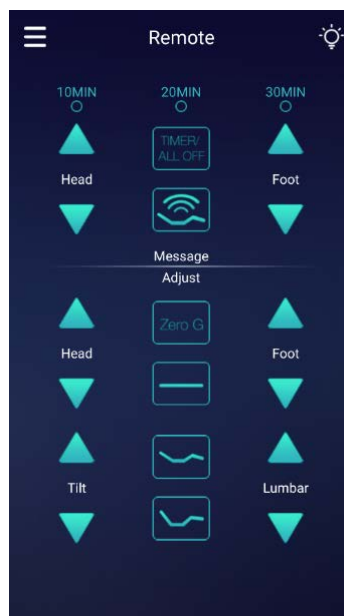 Remote
10MIN
20MIN
30MIN
TIMER/
ALL OFF
Head
Foot
Message
Adjust
Zero G
Head
Foot
Tilt
Lumbar